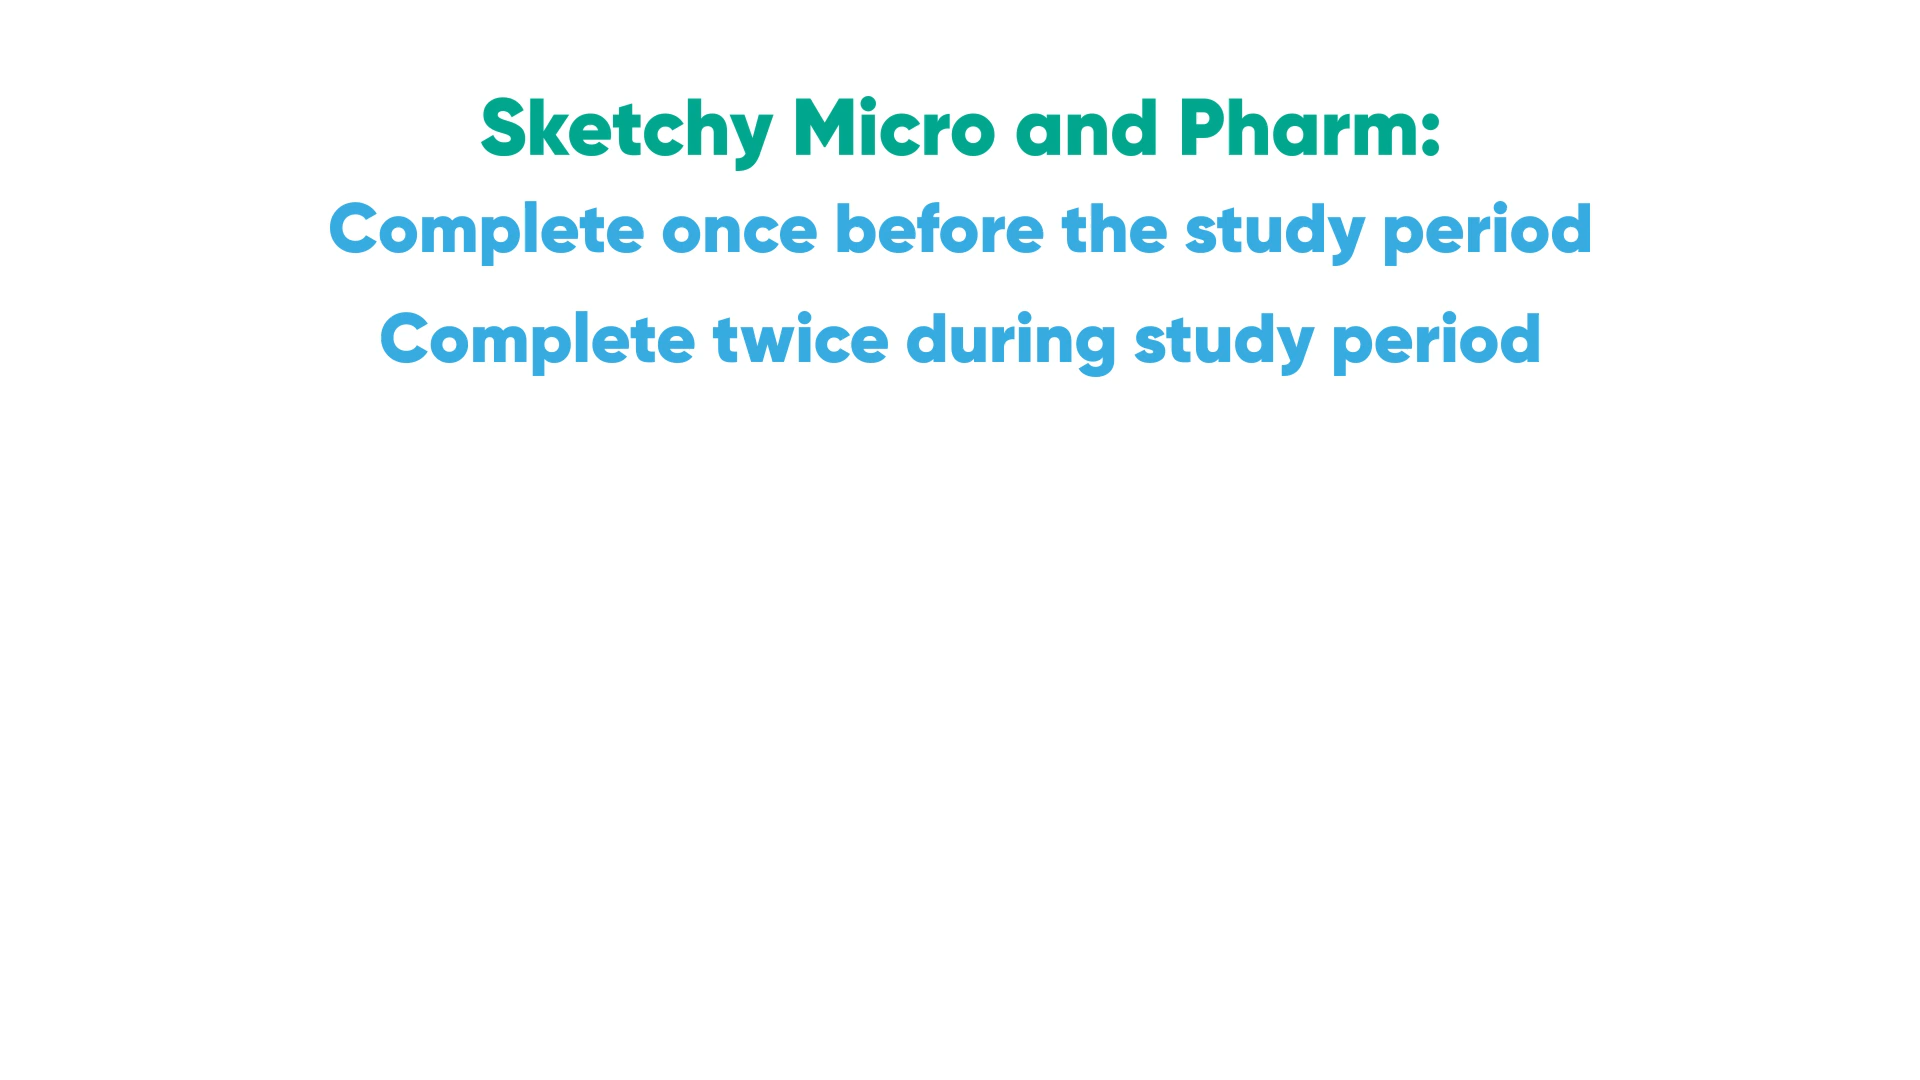 Sketchy Micro and Pharm:
Complete once before the study period
Complete twice during study period